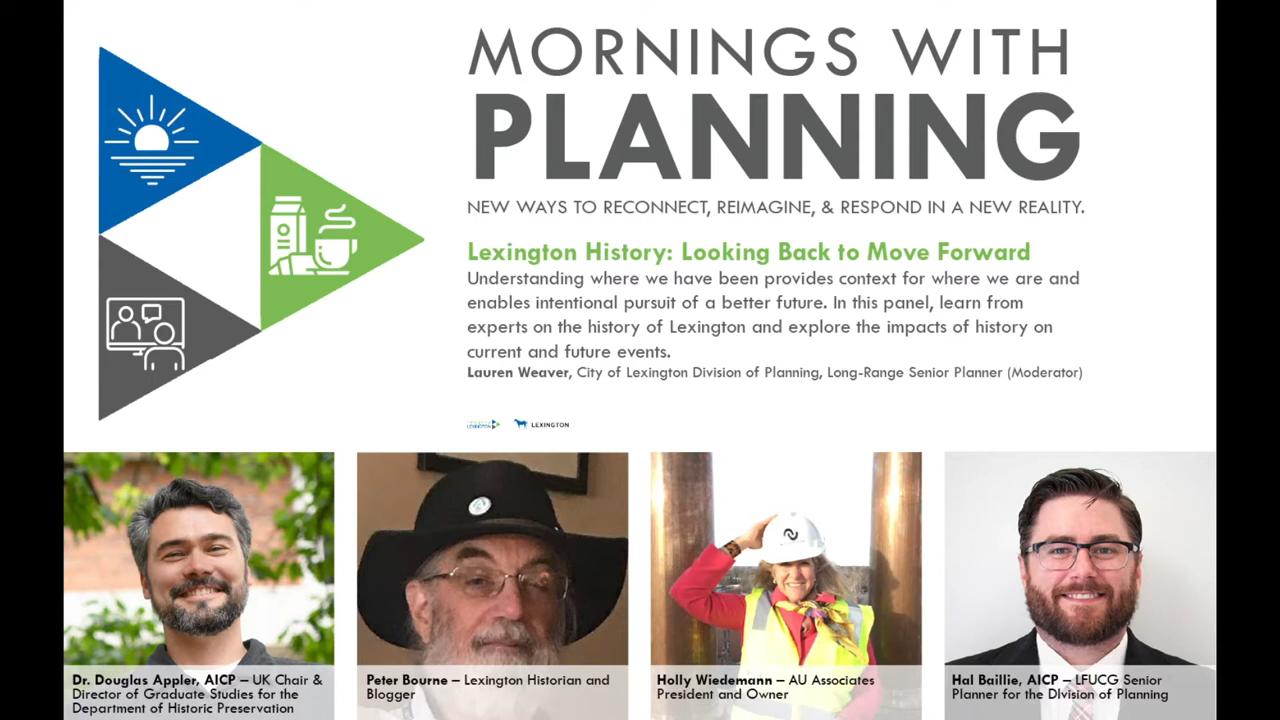 MORNINGS WITH
PLANNING
NEW WAYS TO RECONNECT, REIMAGINE, & RESPOND IN A NEW REALITY.
Lexington History: Looking Back to Move Forward
Understanding where we have been provides context for where we are and
enables intentional pursuit of a better future. In this panel, learn from
experts on the history of Lexington and explore the impacts of history on
current and future events.
Lauren Weaver, City of Lexington Division of Planning, Long-Range Senior Planner (Moderator)
LEXINGTON
LEXINGTON
Dr. Douglas Appler, AICP – UK Chair &
Director of Graduate Studies for the
Department of Historic Preservation
Peter Bourne – Lexington Historian and
Blogger
Holly Wiedemann – AU Associates
President and Owner
Hal Baillie, AICP – LFUCG Senior
Planner for the DIvision of Planning